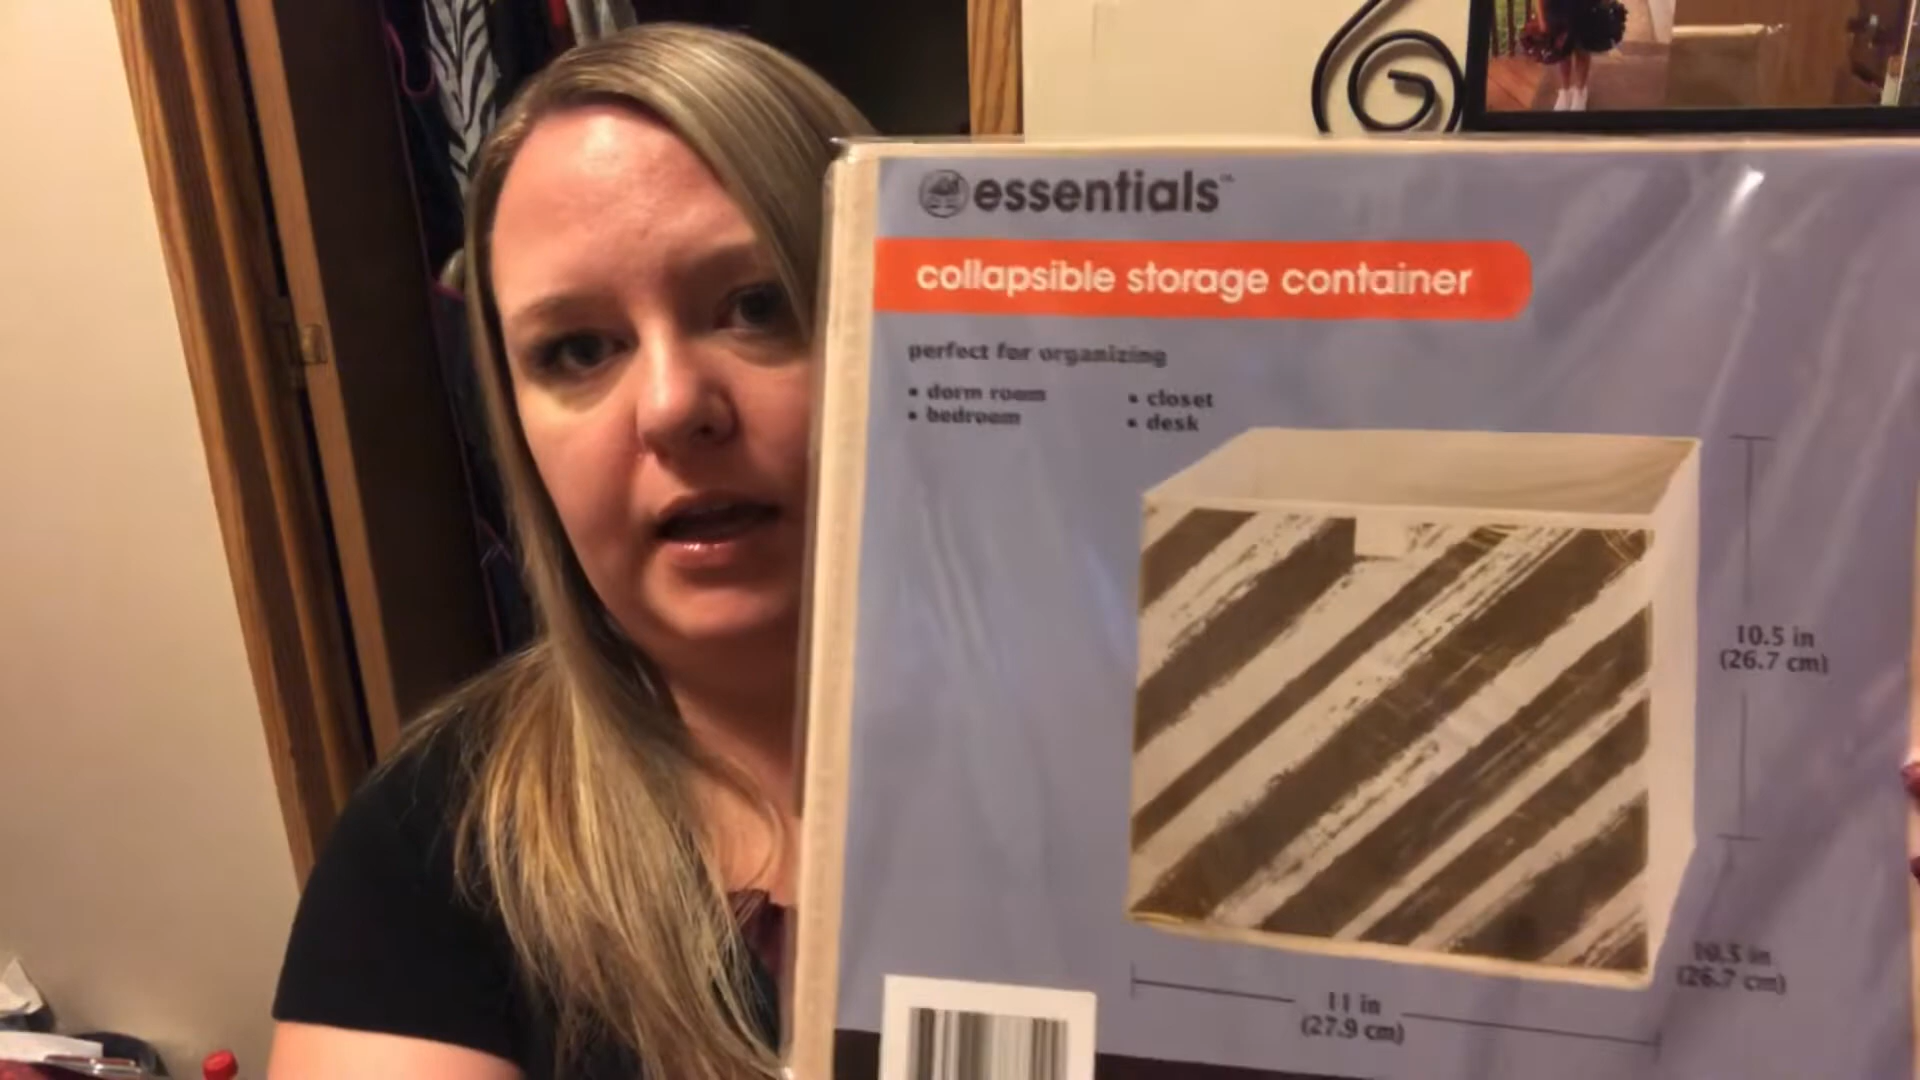 essentials™
collapsible storage container
perfect for organizing
• dorm room
• bedroom
• closet
• desk
10.5 in
(26.7 cm)
10.5 in
(26.7 cm)
11 in
(27.9 cm)